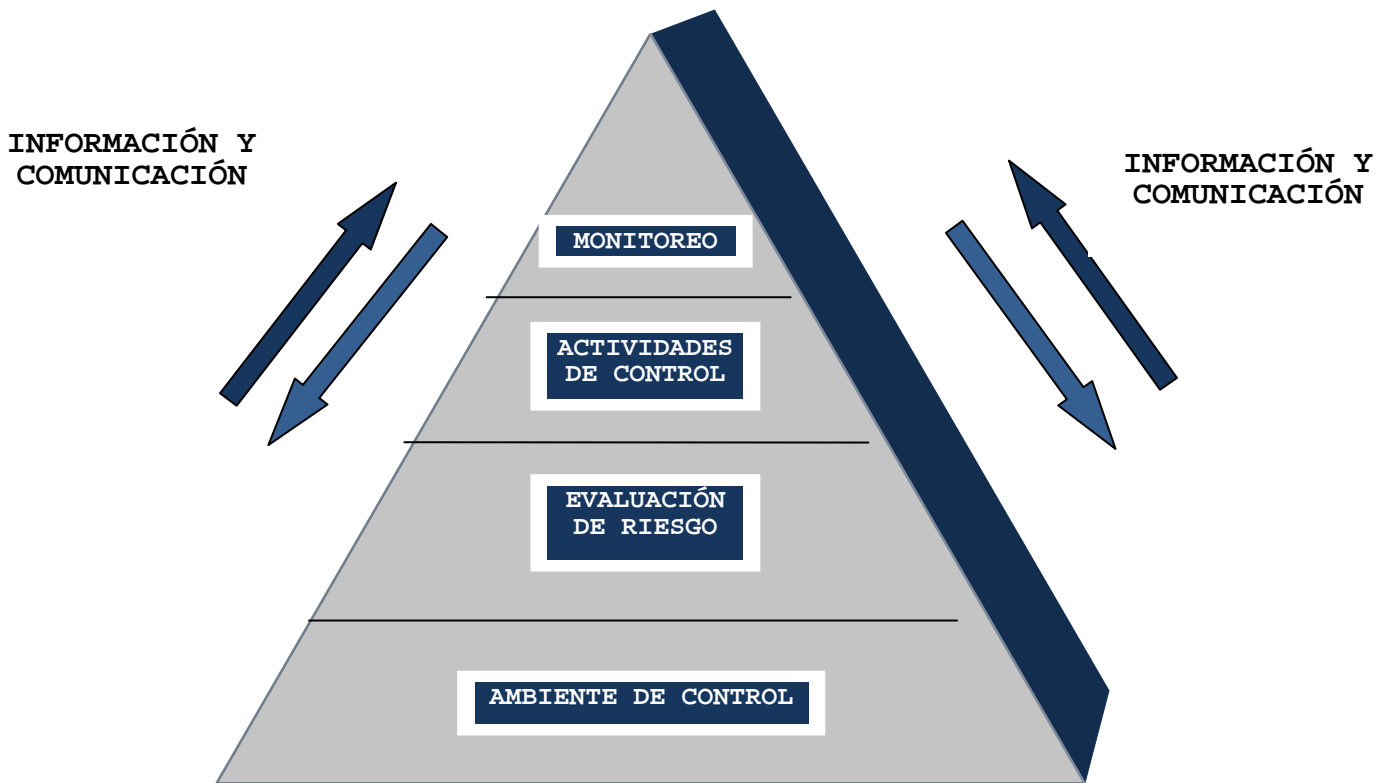 INFORMACIÓN Y
COMUNICACIÓN
INFORMACIÓN Y
COMUNICACIÓN
MONITOREO
ACTIVIDADES
DE CONTROL
EVALUACIÓN
DE RIESGO
AMBIENTE DE CONTROL